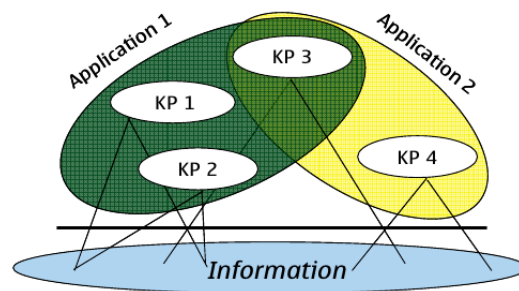 Application 1
Application 2
KP 3
KP 1
KP 2
KP 4
Information